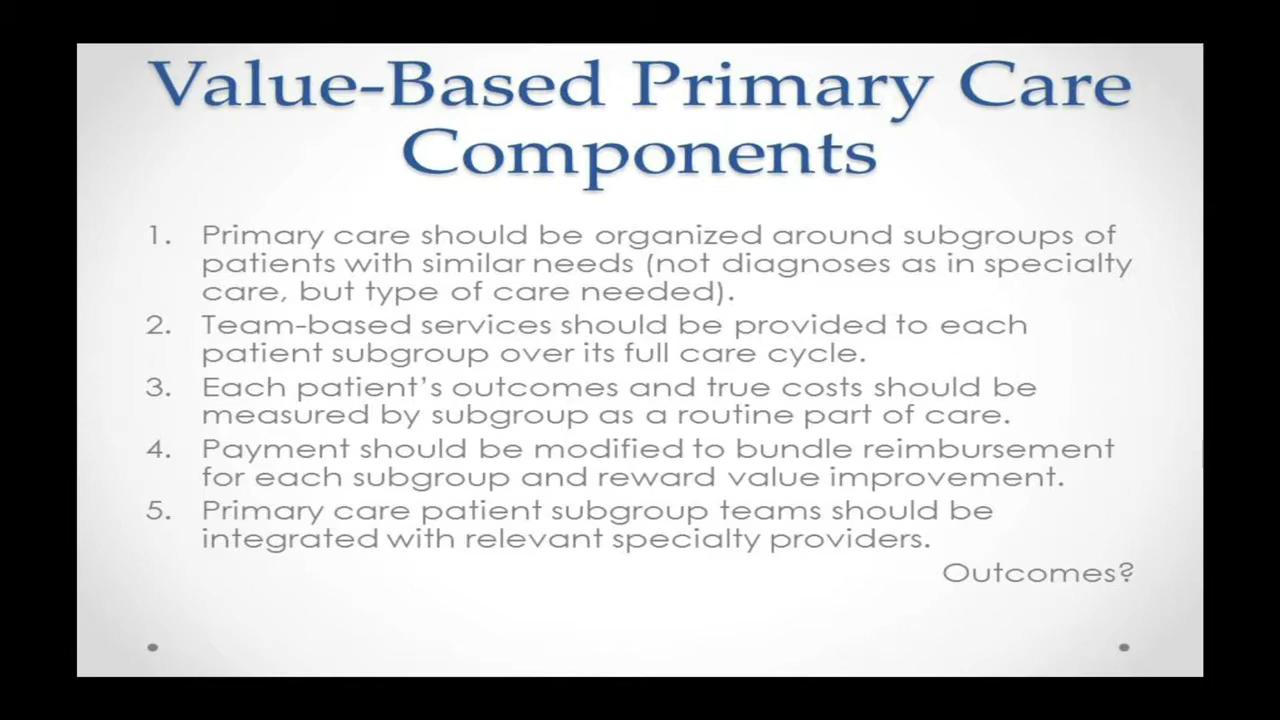 Value-Based Primary Care
Components
1. Primary care should be organized around subgroups of
patients with similar needs (not diagnoses as in specialty
care, but type of care needed).
2. Team-based services should be provided to each
patient subgroup over its full care cycle.
3. Each patient’s outcomes and true costs should be
measured by subgroup as a routine part of care.
4. Payment should be modified to bundle reimbursement
for each subgroup and reward value improvement.
5. Primary care patient subgroup teams should be
integrated with relevant specialty providers.
Outcomes?